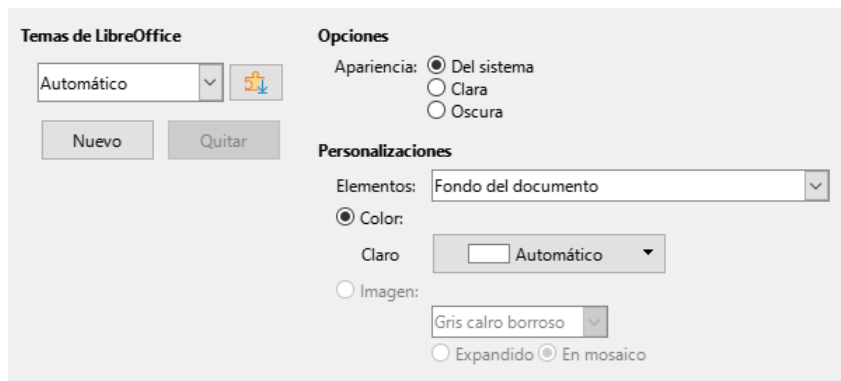 Temas de LibreOffice
Automático
Nuevo
Quitar
Opciones
Apariencia:
Del sistema
Clara
Oscura
Personalizaciones
Elementos: Fondo del documento
Color:
Claro Automático
Imagen:
Gris calro borroso
Expandido En mosaico